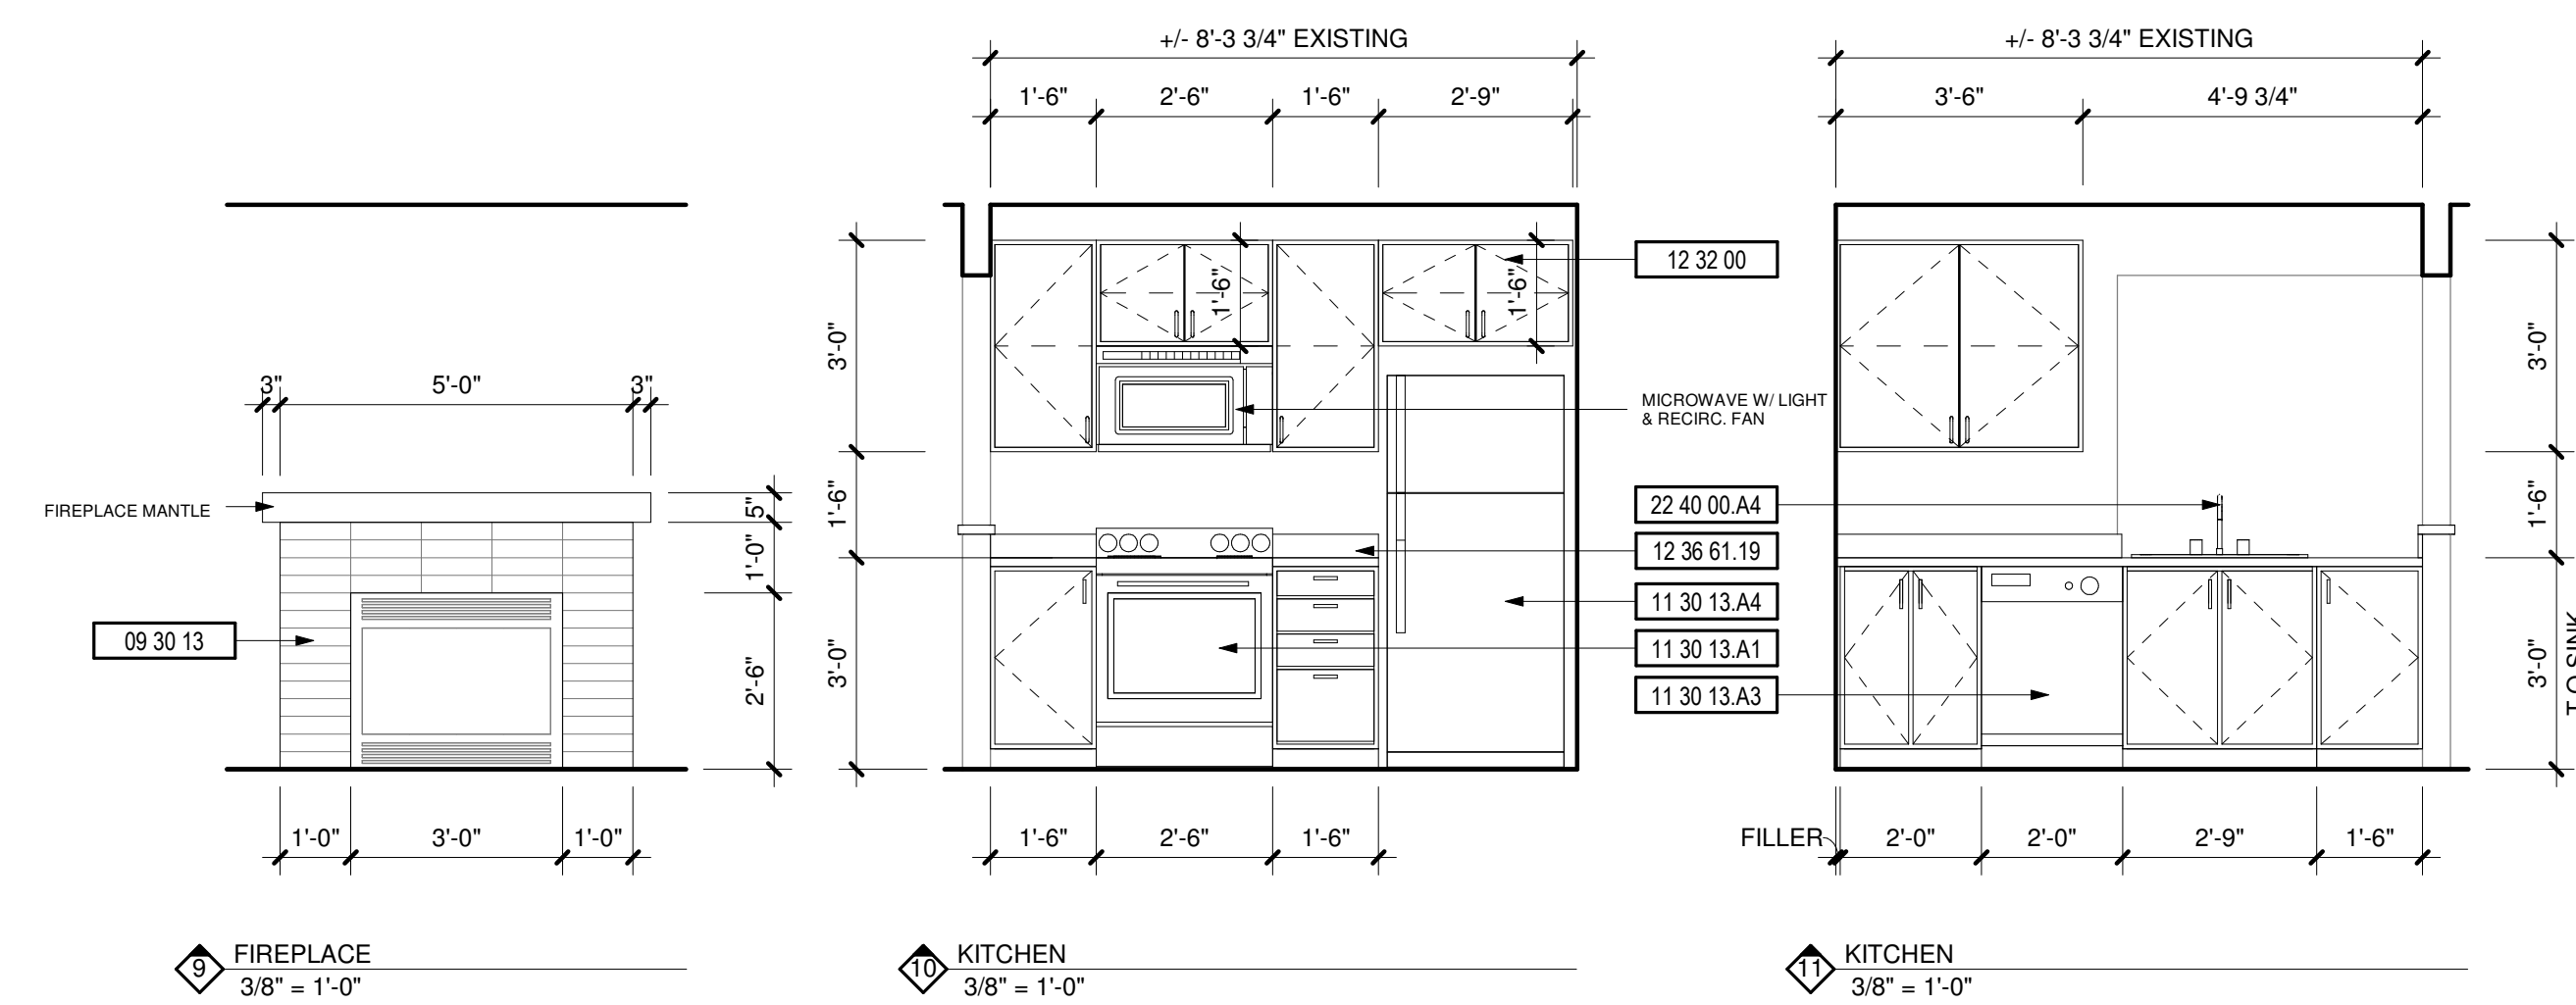 3"
5'-0"
3"
FIREPLACE MANTLE
5"
1'-0"
2'-6"
09 30 13
1'-0"
3'-0"
1'-0"
9
FIREPLACE
3/8" = 1'-0"
+/- 8'-3 3/4" EXISTING
1'-6"
2'-6"
1'-6"
2'-9"
3'-0"
1'-6"
3'-0"
1'-6"
1'-6"
12 32 00
MICROWAVE W/ LIGHT
& RECIRC. FAN
22 40 00.A4
12 36 61.19
11 30 13.A4
11 30 13.A1
11 30 13.A3
1'-6"
2'-6"
1'-6"
10
KITCHEN
3/8" = 1'-0"
+/- 8'-3 3/4" EXISTING
3'-6"
4'-9 3/4"
3'-0"
1'-6"
3'-0"
FILLER
2'-0"
2'-0"
2'-9"
1'-6"
11
KITCHEN
3/8" = 1'-0"